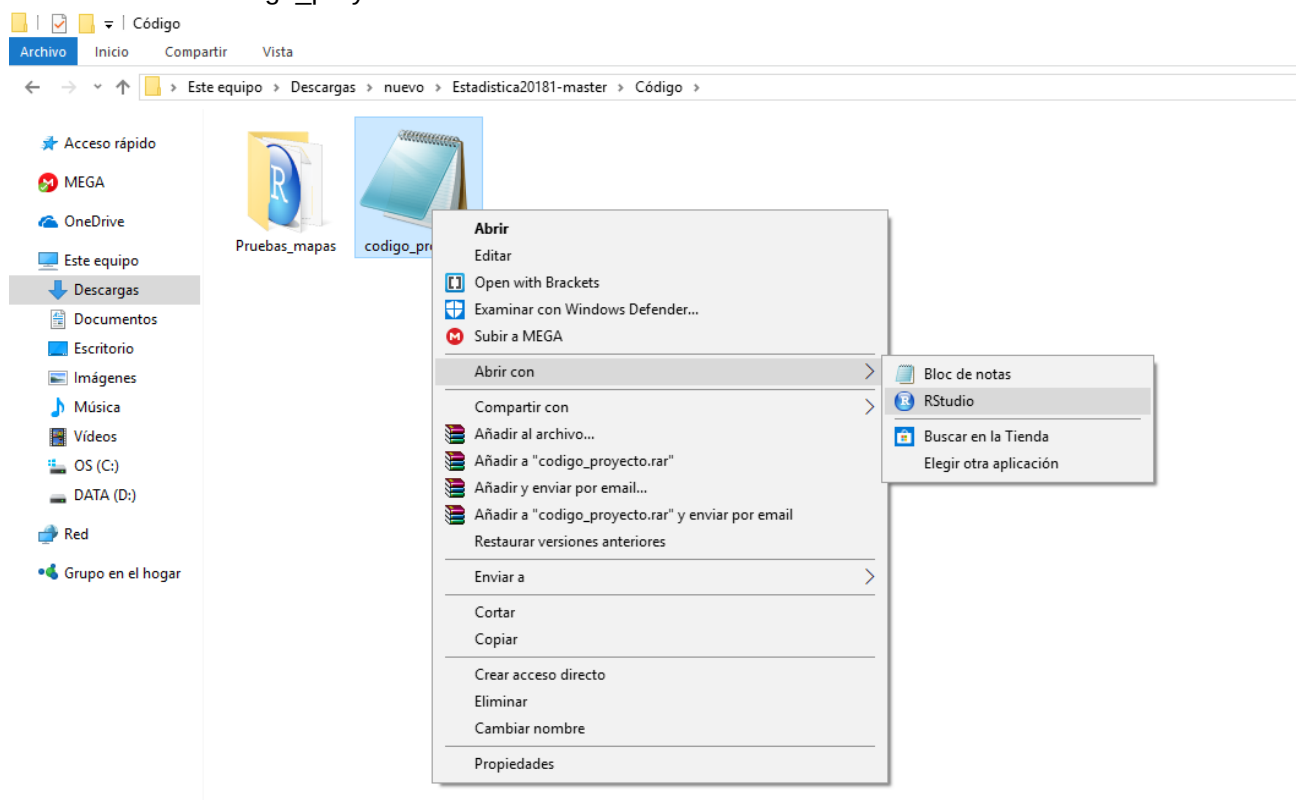 Código
Archivo Inicio Compartir Vista
Este equipo > Descargas > nuevo > Estadistica20181-master > Código >
Acceso rápido
MEGA
OneDrive
Este equipo
Descargas
Documentos
Escritorio
Imágenes
Música
Vídeos
OS (C:)
DATA (D:)
Red
Grupo en el hogar
Pruebas_mapas
Abrir
Editar
Open with Brackets
Examinar con Windows Defender...
Subir a MEGA
Abrir con
Compartir con
Añadir al archivo...
Añadir a "codigo_proyecto.rar"
Añadir y enviar por email...
Añadir a "codigo_proyecto.rar" y enviar por email
Restaurar versiones anteriores
Enviar a
Cortar
Copiar
Crear acceso directo
Eliminar
Cambiar nombre
Propiedades
Bloc de notas
RStudio
Buscar en la Tienda
Elegir otra aplicación